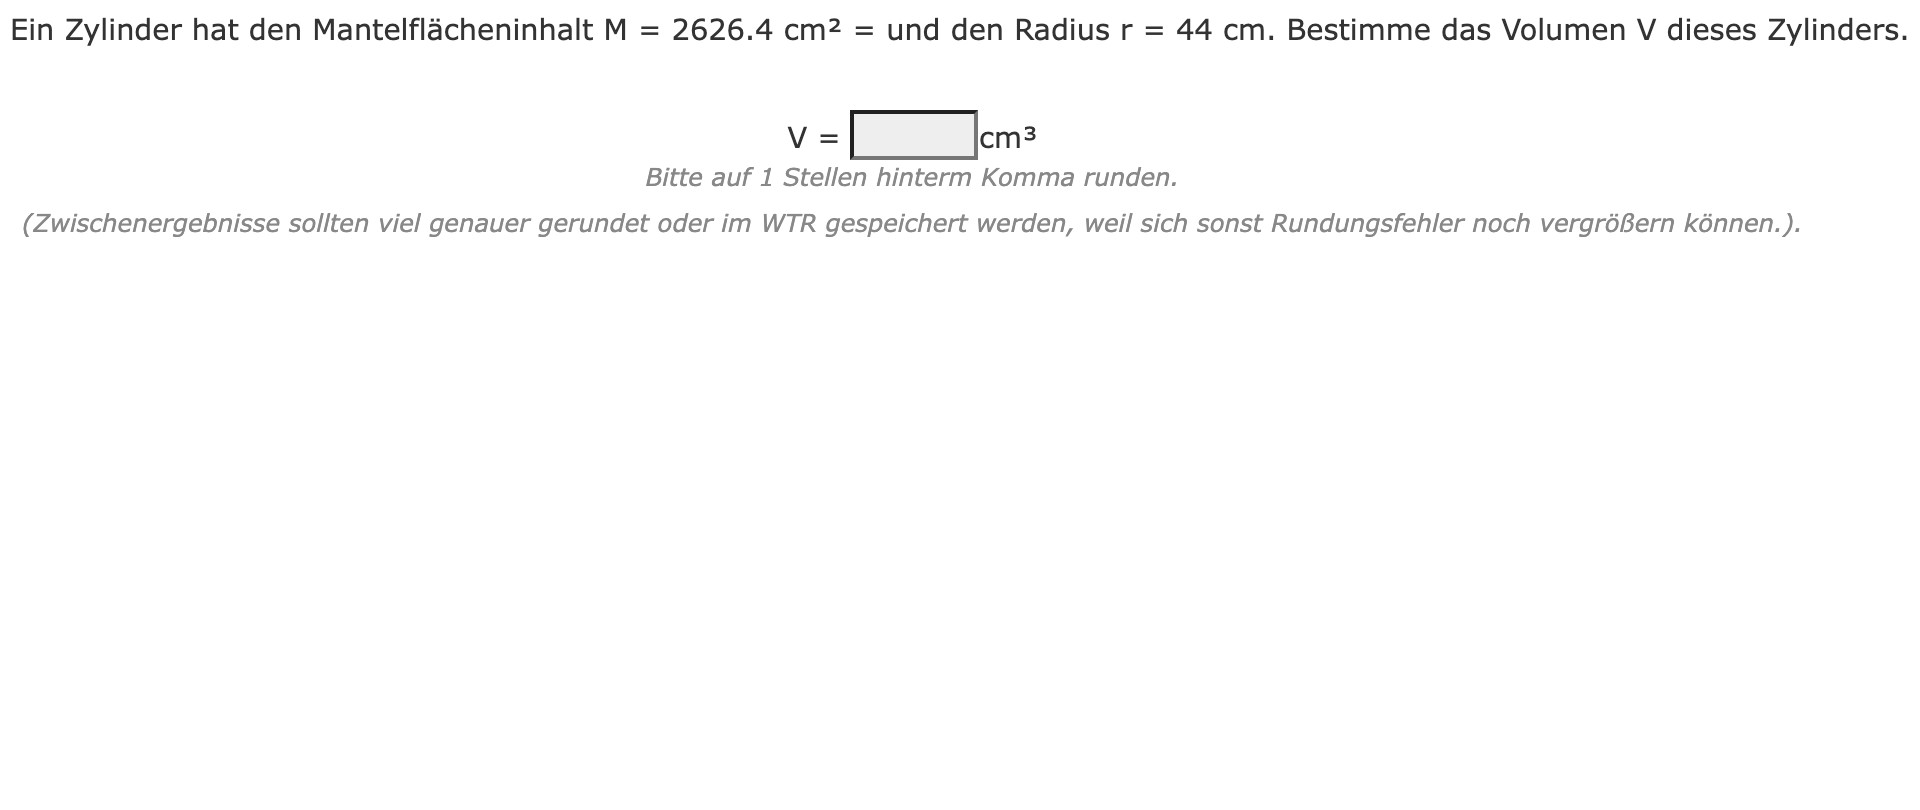 Ein Zylinder hat den Mantelflächeninhalt M = 2626.4 cm² = und den Radius r = 44 cm. Bestimme das Volumen V dieses Zylinders.
V = cm³
Bitte auf 1 Stellen hinterm Komma runden.
(Zwischenergebnisse sollten viel genauer gerundet oder im WTR gespeichert werden, weil sich sonst Rundungsfehler noch vergrößern können.).